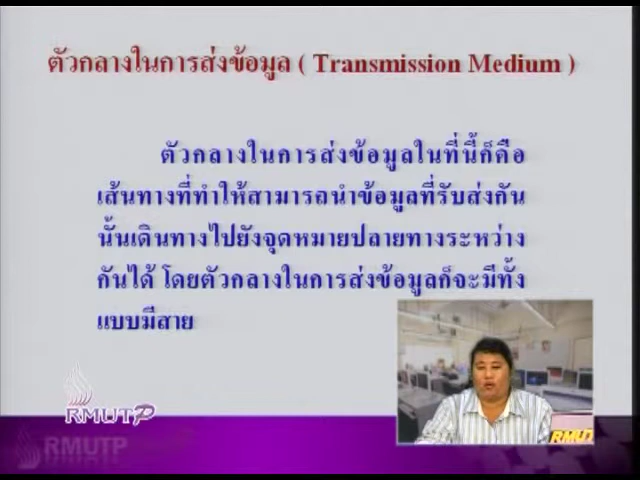 ตัวกลางในการส่งข้อมูล ( Transmission Medium )
ตัวกลางในการส่งข้อมูลในที่นี้ก็คือ
เส้นทางที่ทำให้สามารถนำข้อมูลที่รับส่งกัน
นั้นเดินทางไปยังจุดหมายปลายทางระหว่าง
กันได้ โดยตัวกลางในการส่งข้อมูลก็จะมีทั้ง
แบบมีสาย
RMUTP
RMUTP
RMUT